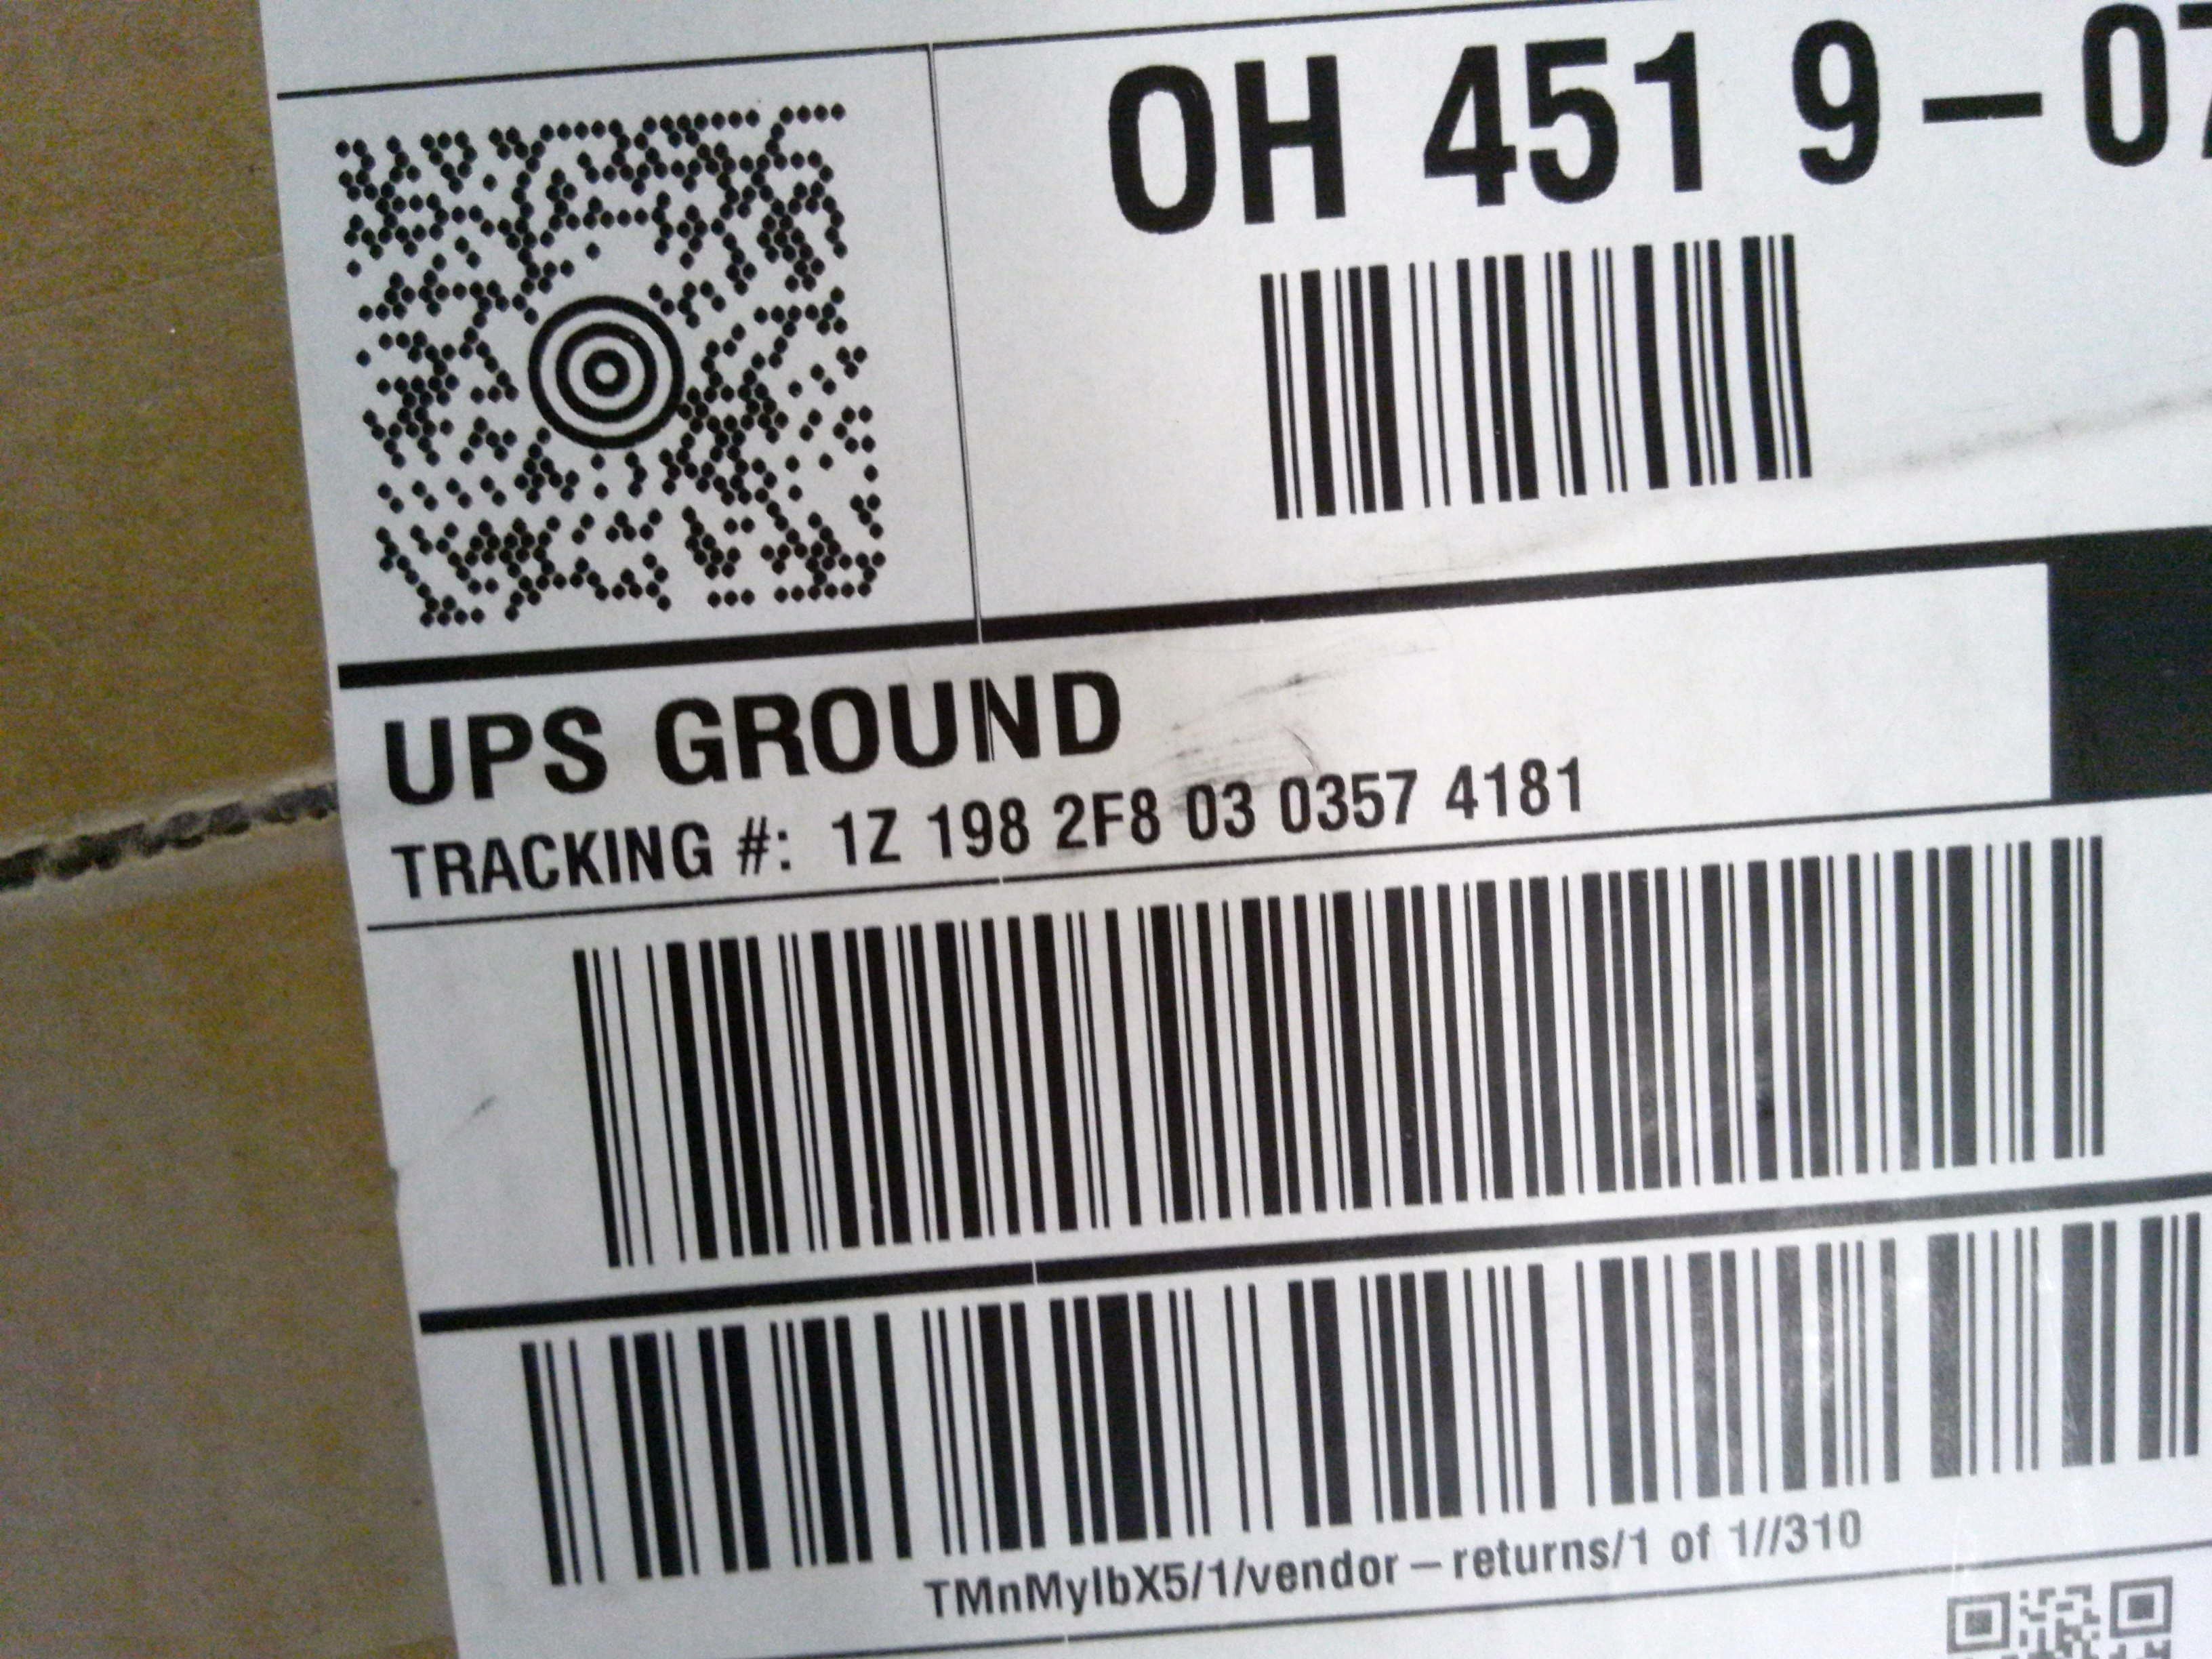 OH 451 9-07
UPS GROUND
TRACKING #: 1Z 198 2F8 03 0357 4181
TMnMylbX5/1/vendor-returns/1 of 1//310